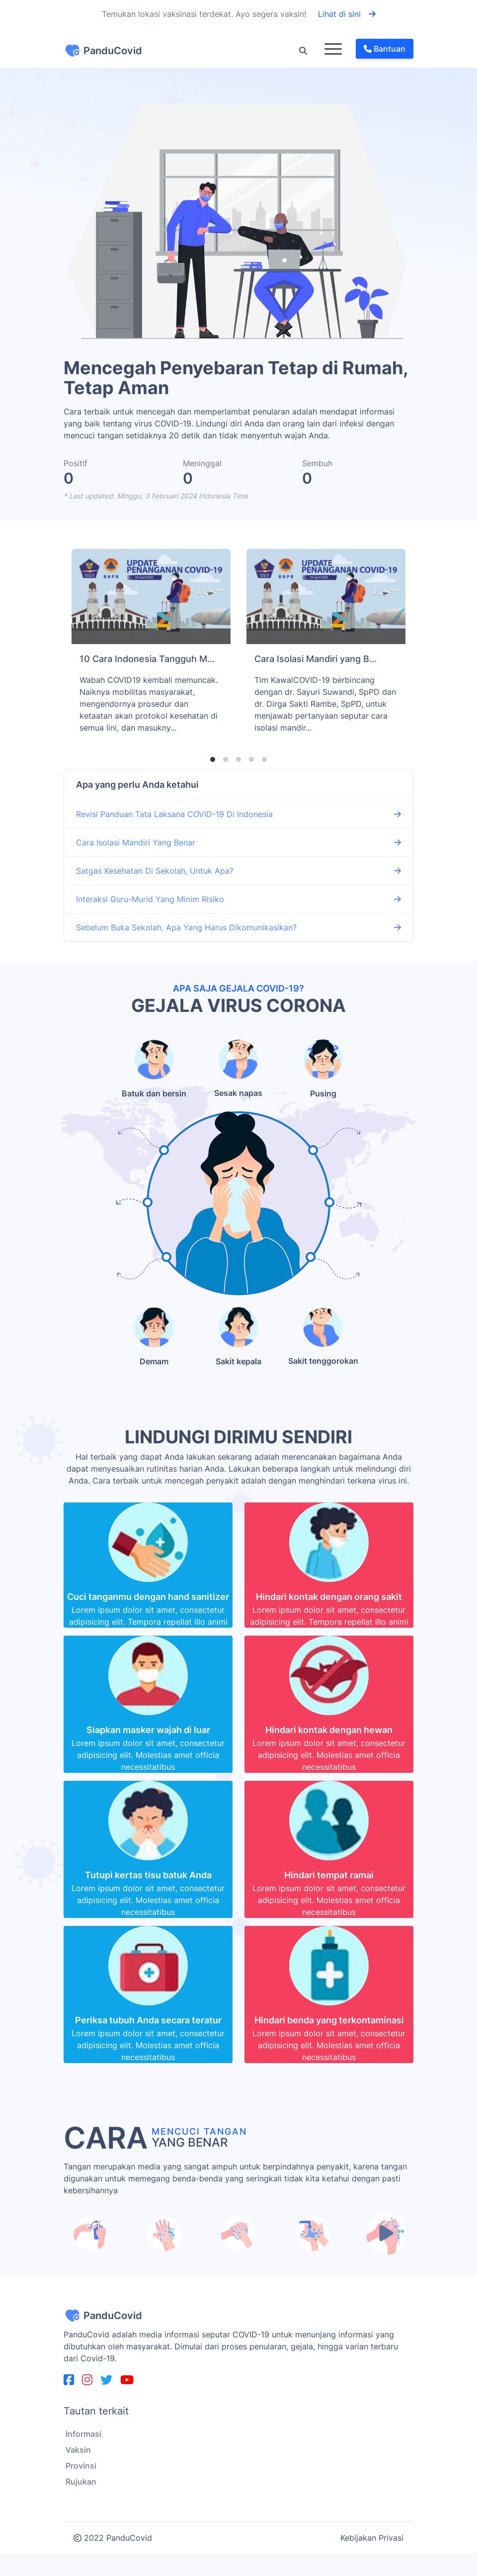 Temukan lokasi vaksinasi terdekat. Ayo segera vaksin! Lihat di sini
PanduCovid
Bantuan
Mencegah Penyebaran Tetap di Rumah,
Tetap Aman
Cara terbaik untuk mencegah dan memperlambat penularan adalah mendapat informasi
yang baik tentang virus COVID-19. Lindungi diri Anda dan orang lain dari infeksi dengan
mencuci tangan setidaknya 20 detik dan tidak menyentuh wajah Anda.
Positif Meninggal Sembuh
0 0 0
* Last updated: Minggu, 3 Februari 2024 Indonesia Time
UPDATE
PENANGANAN COVID-19
BNPB
UPDATE
PENANGANAN COVID-19
BNPB
10 Cara Indonesia Tangguh M...
Wabah COVID19 kembali memuncak.
Naiknya mobilitas masyarakat,
mengendornya prosedur dan
ketaatan akan protokol kesehatan di
semua lini, dan masukny...
Cara Isolasi Mandiri yang B...
Tim KawalCOVID-19 berbincang
dengan dr. Sayuri Suwandi, SpPD dan
dr. Dirga Sakti Rambe, SpPD, untuk
menjawab pertanyaan seputar cara
isolasi mandir...
Apa yang perlu Anda ketahui
Revisi Panduan Tata Laksana COVID-19 Di Indonesia
Cara Isolasi Mandiri Yang Benar
Satgas Kesehatan Di Sekolah, Untuk Apa?
Interaksi Guru-Murid Yang Minim Risiko
Sebelum Buka Sekolah, Apa Yang Harus Dikomunikasikan?
APA SAJA GEJALA COVID-19?
GEJALA VIRUS CORONA
Batuk dan bersin Sesak napas Pusing
Demam Sakit kepala Sakit tenggorokan
LINDUNGI DIRIMU SENDIRI
Hal terbaik yang dapat Anda lakukan sekarang adalah merencanakan bagaimana Anda
dapat menyesuaikan rutinitas harian Anda. Lakukan beberapa langkah untuk melindungi diri
Anda. Cara terbaik untuk mencegah penyakit adalah dengan menghindari terkena virus ini.
Cuci tanganmu dengan hand sanitizer
Lorem ipsum dolor sit amet, consectetur
adipisicing elit. Tempora repellat illo animi
Hindari kontak dengan orang sakit
Lorem ipsum dolor sit amet, consectetur
adipisicing elit. Tempora repellat illo animi
Siapkan masker wajah di luar
Lorem ipsum dolor sit amet, consectetur
adipisicing elit. Molestias amet officia
necessitatibus
Hindari kontak dengan hewan
Lorem ipsum dolor sit amet, consectetur
adipisicing elit. Molestias amet officia
necessitatibus
Tutupi kertas tisu batuk Anda
Lorem ipsum dolor sit amet, consectetur
adipisicing elit. Molestias amet officia
necessitatibus
Hindari tempat ramai
Lorem ipsum dolor sit amet, consectetur
adipisicing elit. Molestias amet officia
necessitatibus
Periksa tubuh Anda secara teratur
Lorem ipsum dolor sit amet, consectetur
adipisicing elit. Molestias amet officia
necessitatibus
Hindari benda yang terkontaminasi
Lorem ipsum dolor sit amet, consectetur
adipisicing elit. Molestias amet officia
necessitatibus
CARA MENCUCI TANGAN
YANG BENAR
Tangan merupakan media yang sangat ampuh untuk berpindahnya penyakit, karena tangan
digunakan untuk memegang benda-benda yang seringkali tidak kita ketahui dengan pasti
kebersihannya
PanduCovid
PanduCovid adalah media informasi seputar COVID-19 untuk menunjang informasi yang
dibutuhkan oleh masyarakat. Dimulai dari proses penularan, gejala, hingga varian terbaru
dari Covid-19.
Tautan terkait
Informasi
Vaksin
Provinsi
Rujukan
© 2022 PanduCovid Kebijakan Privasi